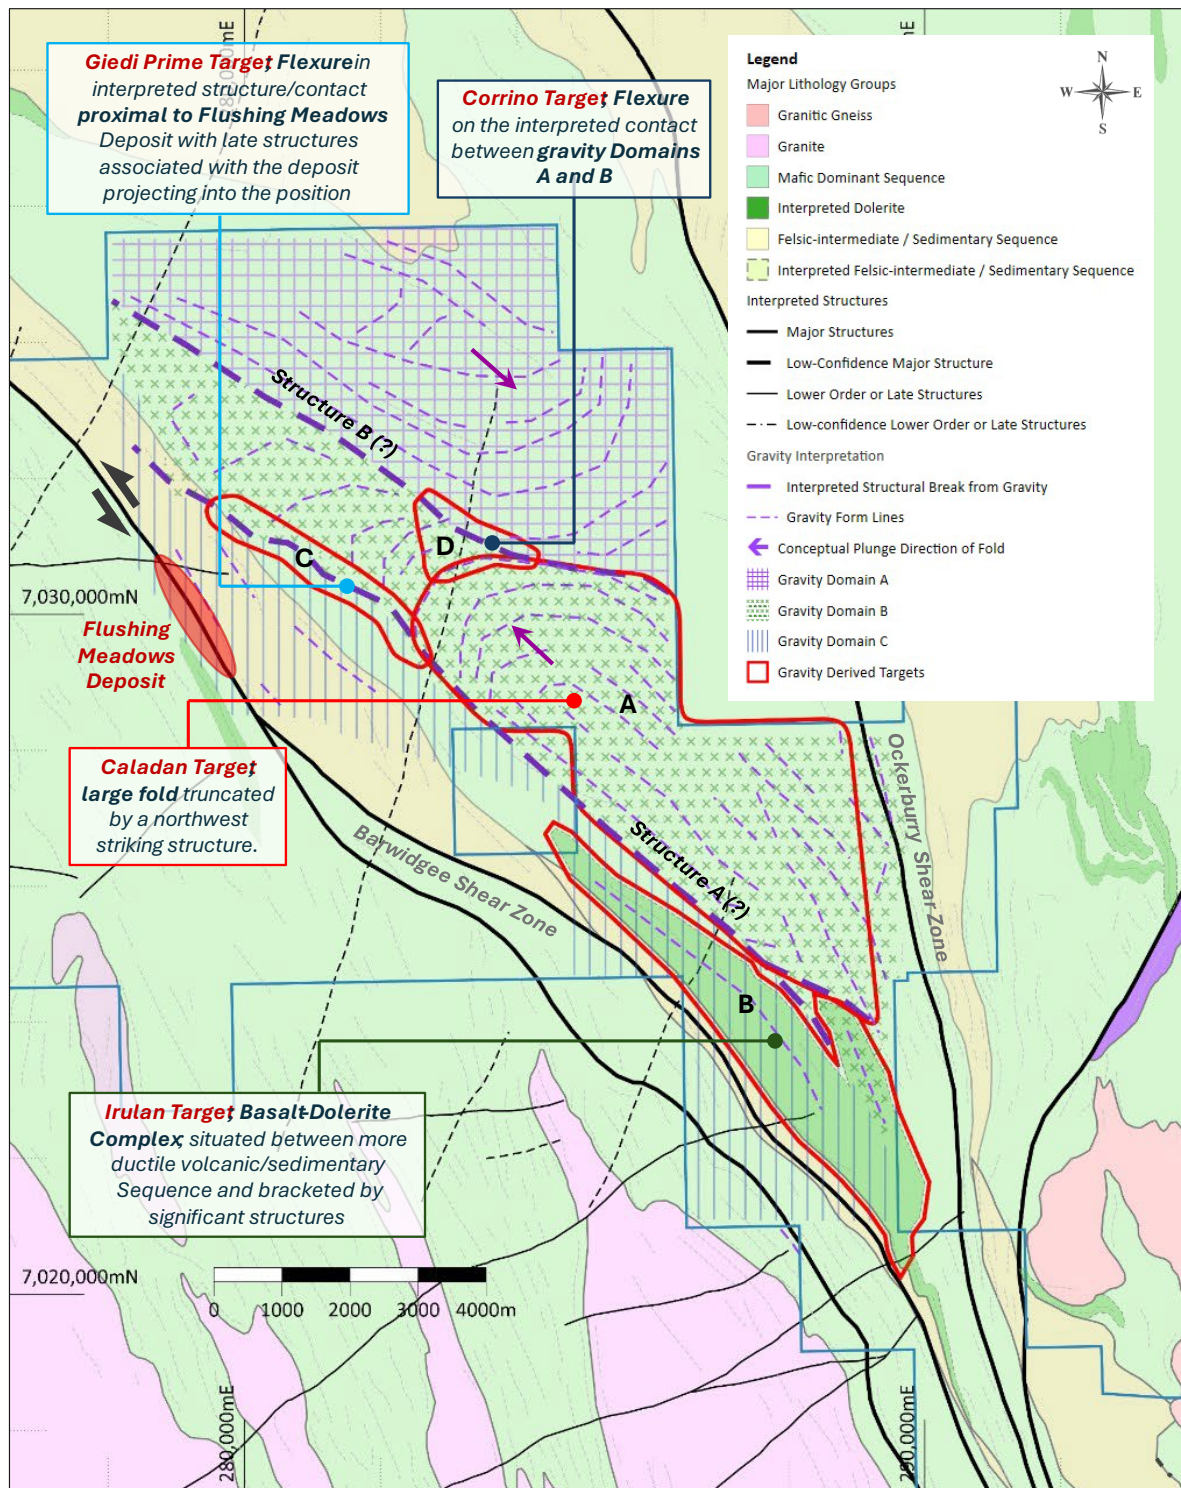 280,000mE
mE
Giedi Prime Target; Flexure in
interpreted structure/contact
proximal to Flushing Meadows
Deposit with late structures
associated with the deposit
projecting into the position
Corrino Target; Flexure
on the interpreted contact
between gravity Domains
A and B
Legend
Major Lithology Groups
Granitic Gneiss
Granite
Mafic Dominant Sequence
Interpreted Dolerite
Felsic-intermediate / Sedimentary Sequence
Interpreted Felsic-intermediate / Sedimentary Sequence
Interpreted Structures
Major Structures
Low-Confidence Major Structure
Lower Order or Late Structures
Low-confidence Lower Order or Late Structures
Gravity Interpretation
Interpreted Structural Break from Gravity
Gravity Form Lines
Conceptual Plunge Direction of Fold
Gravity Domain A
Gravity Domain B
Gravity Domain C
Gravity Derived Targets
N
W
E
S
Structure B (?)
D
C
7,030,000mN
Flushing
Meadows
Deposit
A
Caladan Target;
large fold truncated
by a northwest
striking structure.
Barwidgee Shear Zone
Structure A (?)
Ockerburry Shear Zone
B
Irulan Target; Basalt-Dolerite
Complex; situated between more
ductile volcanic/sedimentary
Sequence and bracketed by
significant structures
7,020,000mN
0 1000 2000 3000 4000m
280,000mE
290,000mE